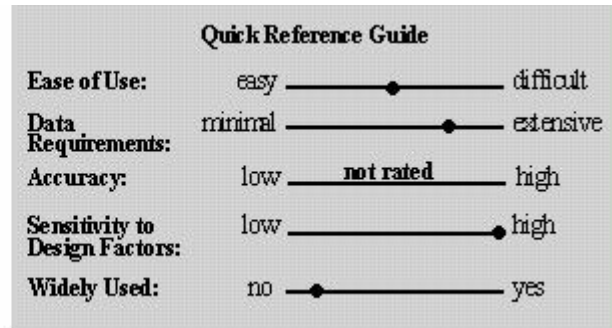 Quick Reference Guide
Ease of Use: easy difficult
Data
Requirements: minimal extensive
Accuracy: low not rated high
Sensitivity to
Design Factors: low high
Widely Used: no yes